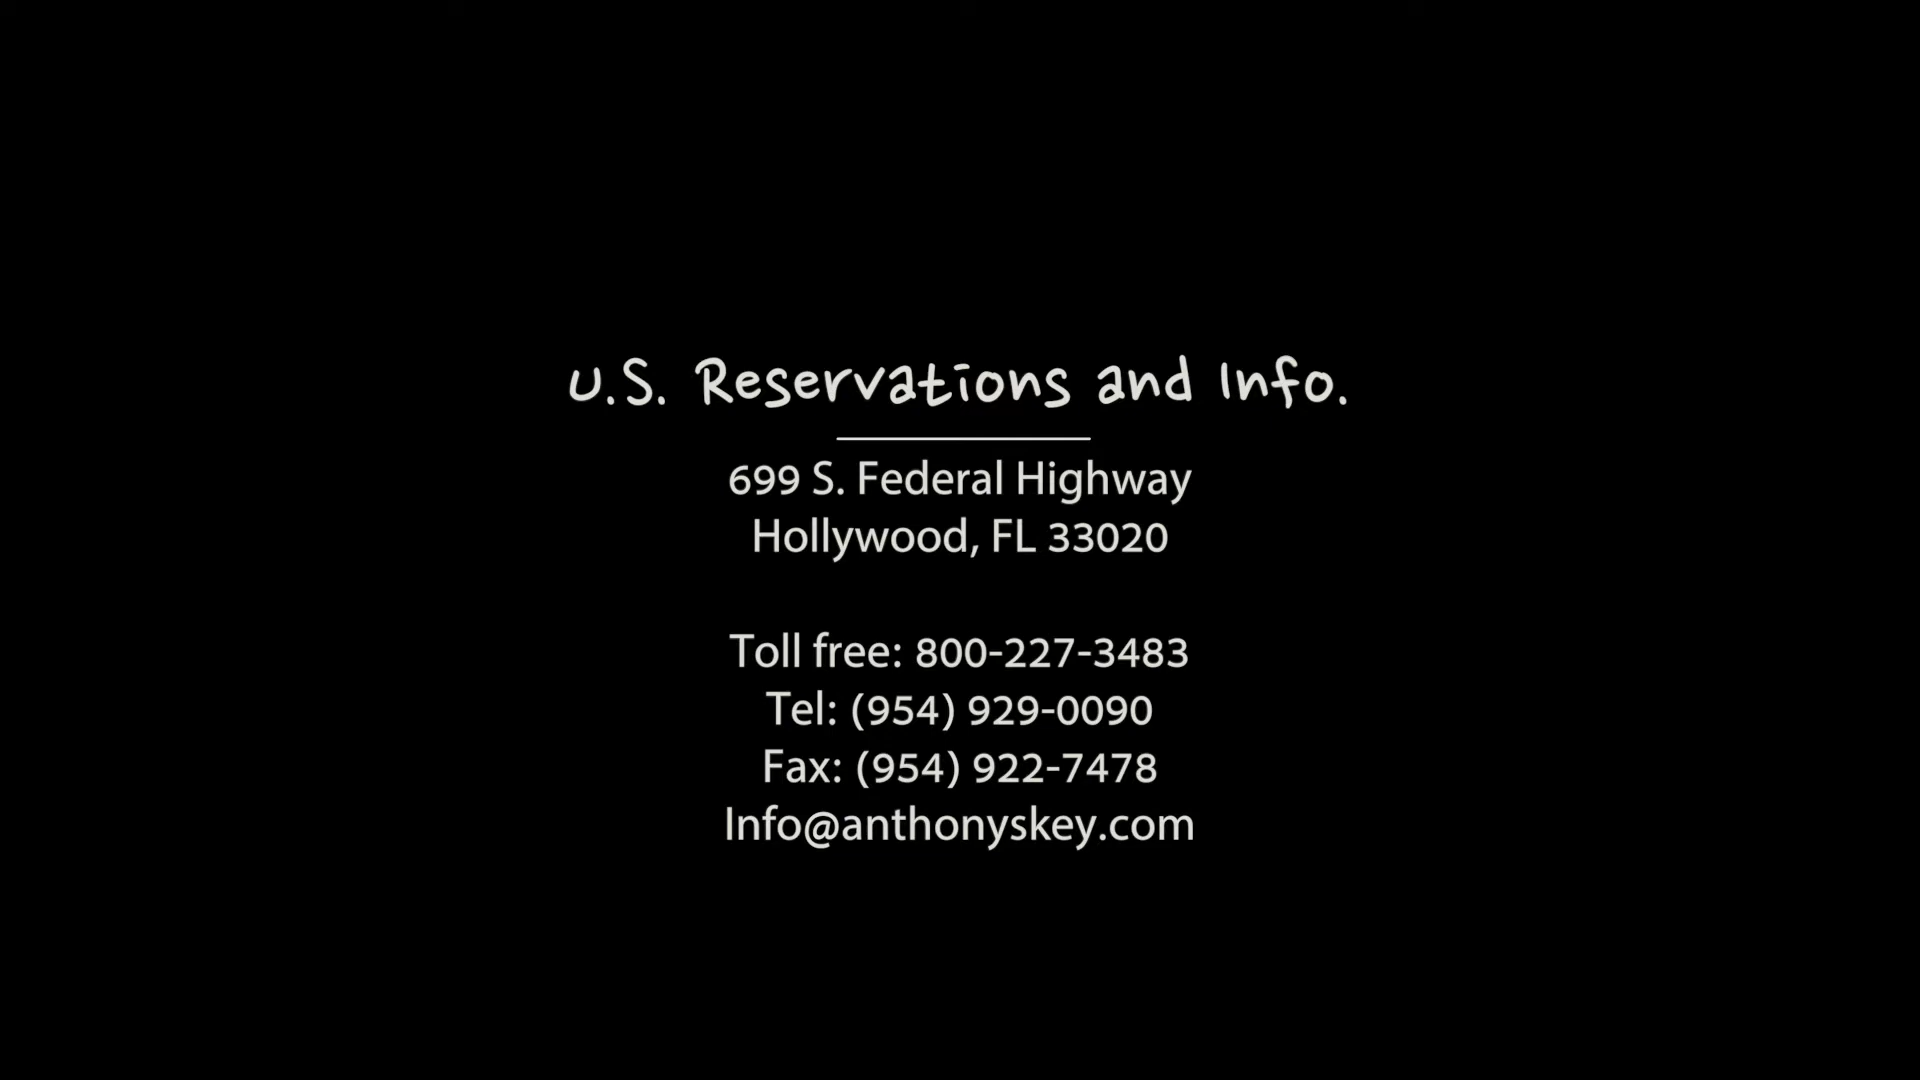 U.S. Reservations and Info.
699 S. Federal Highway
Hollywood, FL 33020
Toll free: 800-227-3483
Tel: (954) 929-0090
Fax: (954) 922-7478
Info@anthonyskey.com